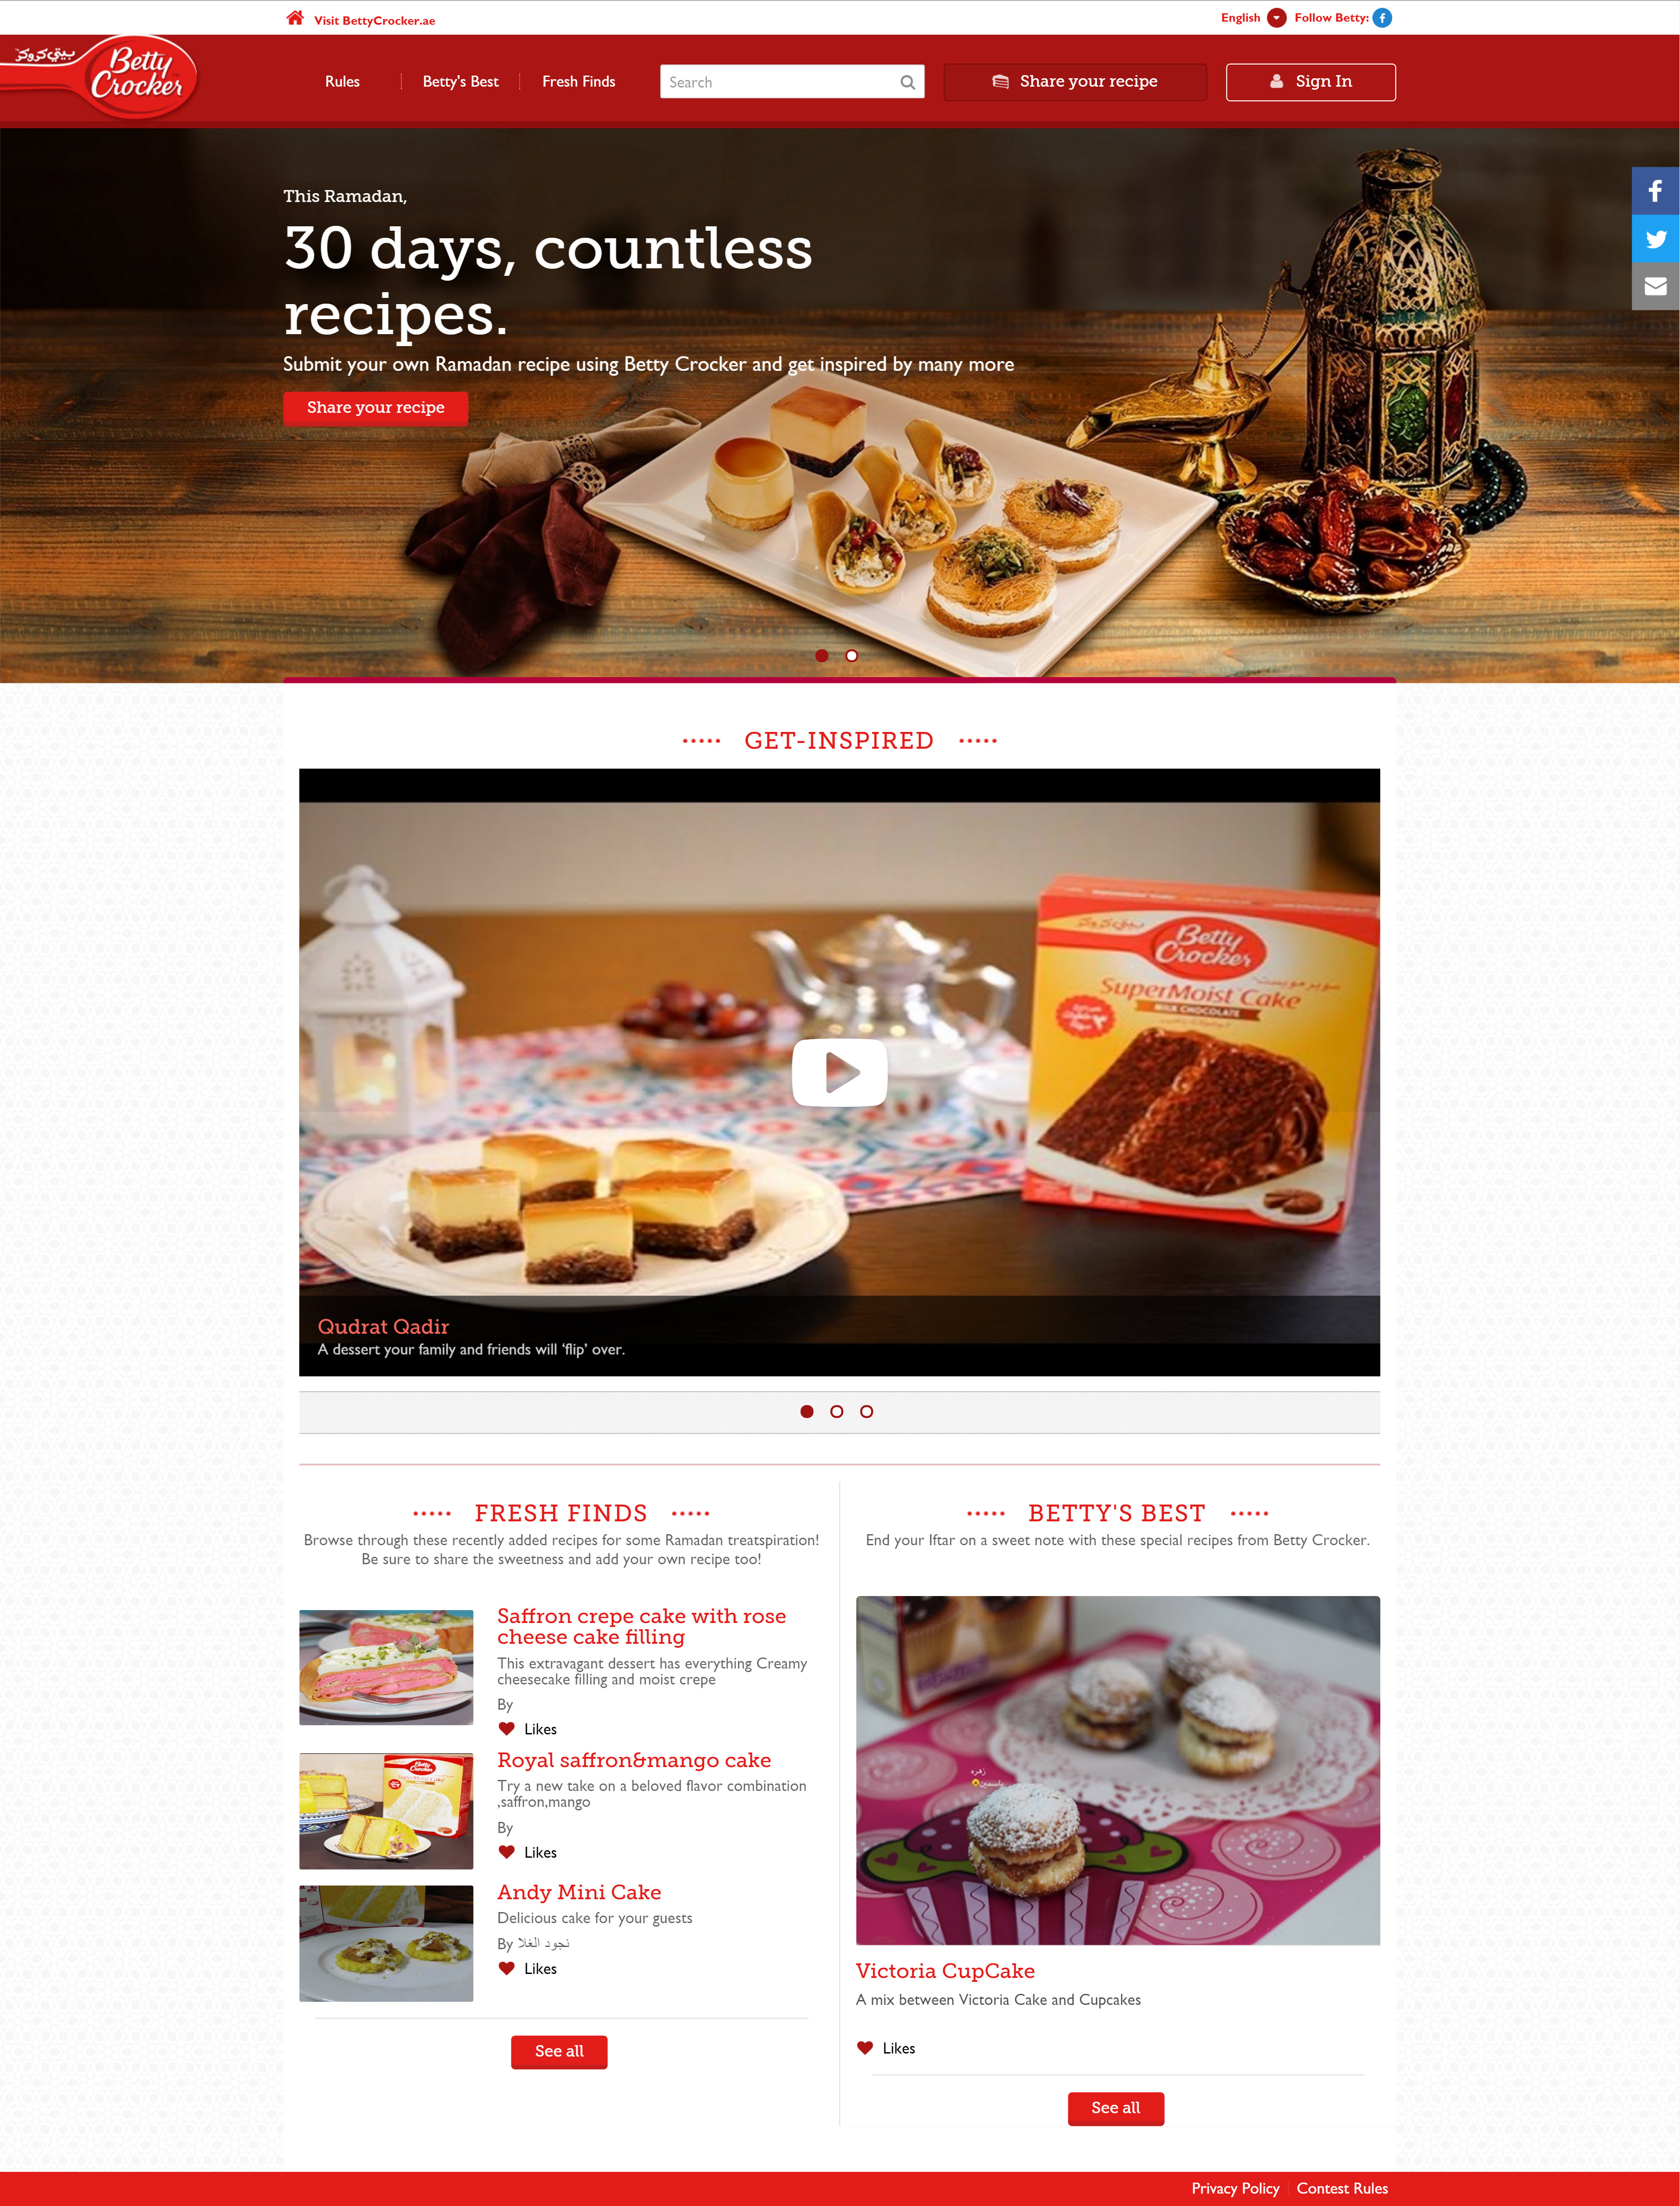 Visit BettyCrocker.ae
English
Follow Betty:
بيتي كروكر
Betty
Crocker
Rules
Betty's Best
Fresh Finds
Search
Share your recipe
Sign In
This Ramadan,
30 days, countless
recipes.
Submit your own Ramadan recipe using Betty Crocker and get inspired by many more
Share your recipe
GET-INSPIRED
Betty
Crocker
SuperMoist Cake
MILK CHOCOLATE
Qudrat Qadir
A dessert your family and friends will ‘flip’ over.
FRESH FINDS
Browse through these recently added recipes for some Ramadan treatspiration!
Be sure to share the sweetness and add your own recipe too!
Saffron crepe cake with rose
cheese cake filling
This extravagant dessert has everything Creamy
cheesecake filling and moist crepe
By
Likes
Royal saffron&mango cake
Try a new take on a beloved flavor combination
,saffron,mango
By
Likes
Andy Mini Cake
Delicious cake for your guests
By نجود الغلا
Likes
See all
BETTY'S BEST
End your Iftar on a sweet note with these special recipes from Betty Crocker.
زهره
ياسمين
Victoria CupCake
A mix between Victoria Cake and Cupcakes
Likes
See all
Privacy Policy
Contest Rules